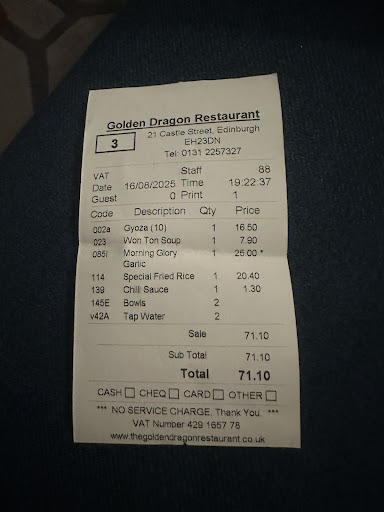 Golden Dragon Restaurant
3
21 Castle Street, Edinburgh
EH23DN
Tel: 0131 2257327
VAT Staff 88
Date 16/08/2025 Time 19:22:37
Guest 0 Print 1
Code Description Qty Price
002a Gyoza (10) 1 16.50
023 Won Ton Soup 1 7.90
085I Morning Glory 1 25.00 *
Garlic
114 Special Fried Rice 1 20.40
139 Chilli Sauce 1 1.30
145E Bowls 2
v42A Tap Water 2
Sale 71.10
Sub Total 71.10
Total 71.10
CASH CHEQ CARD OTHER
*** NO SERVICE CHARGE. Thank You. ***
VAT Number 429 1657 78
www.thegoldendragonrestaurant.co.uk